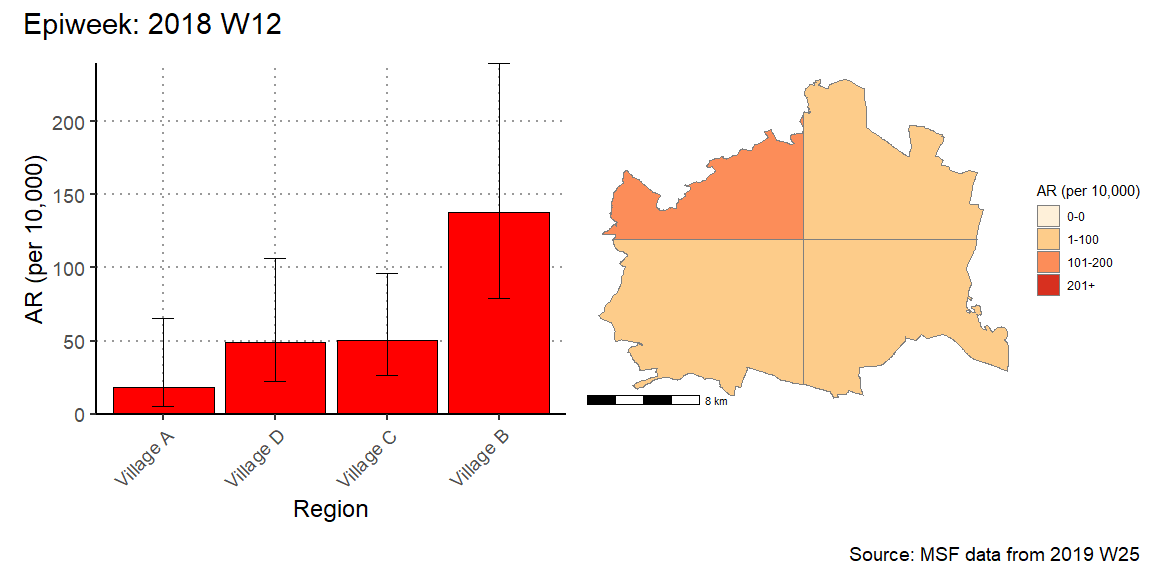 Epiweek: 2018 W12
AR (per 10,000)
200
150
100
50
0
Village A
Village D
Village C
Village B
Region
8 km
AR (per 10,000)
0-0
1-100
101-200
201+
Source: MSF data from 2019 W25